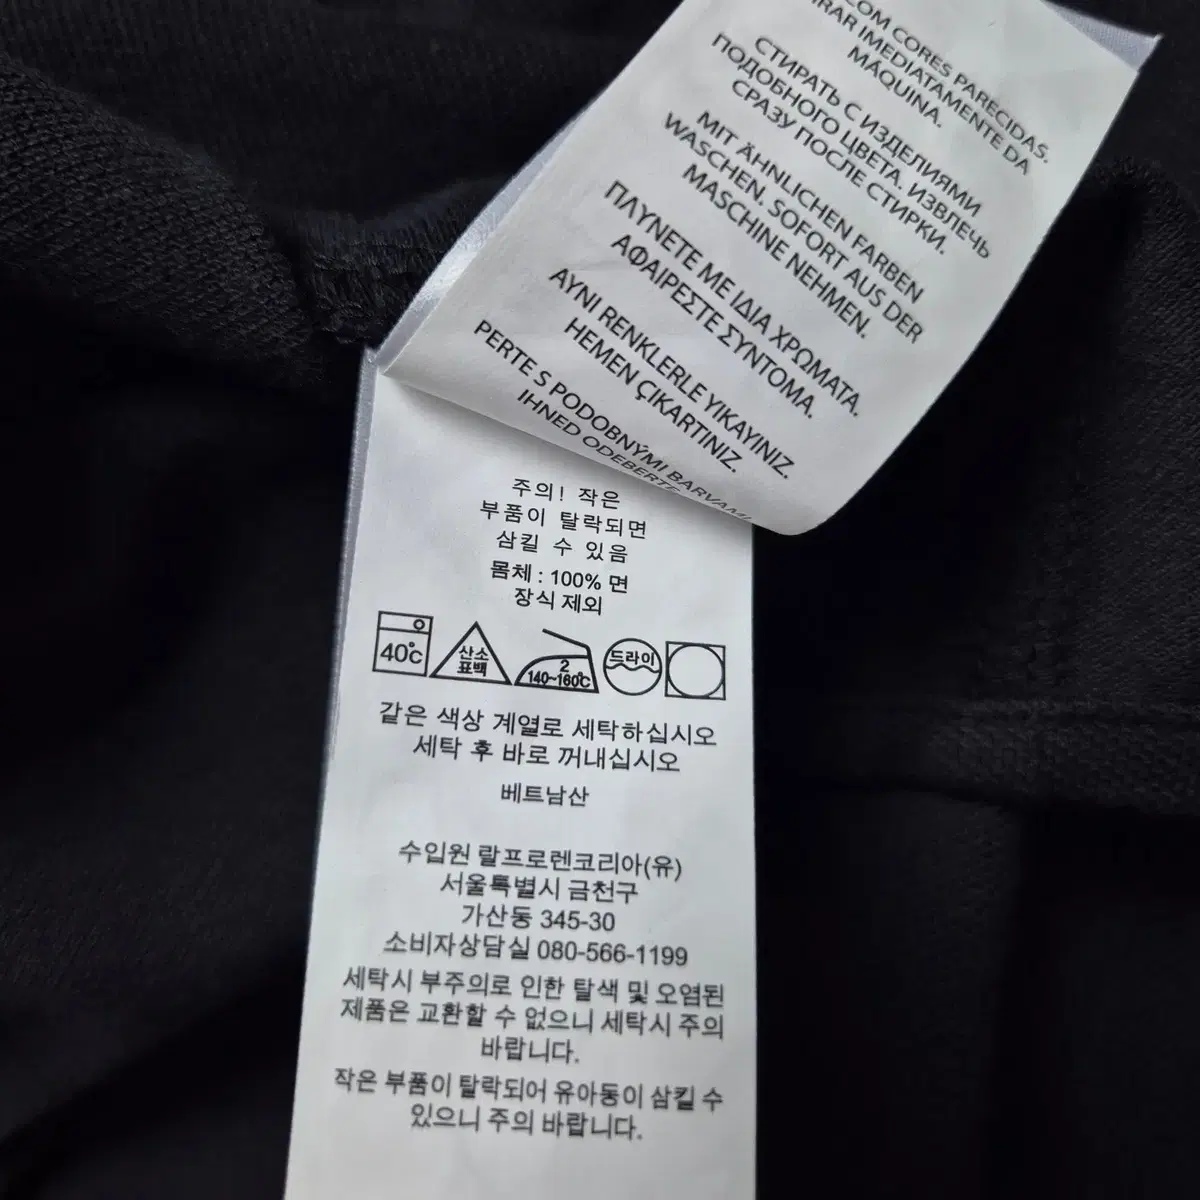 COM CORES PARECIDAS.
IMEDIATAMENTE DA
MÁQUINA.
СТИРАТЬ С ИЗДЕЛИЯМИ
ПОДОБНОГО ЦВЕТА. ИЗВЛЕЧЬ
СРАЗУ ПОСЛЕ СТИРКИ.
MIT ÄHNLICHEN FARBEN
WASCHEN. SOFORT AUS DER
MASCHINE NEHMEN.
ΠΛΥΝΕΤΕ ΜΕ ΙΔΙΑ ΧΡΩΜΑΤΑ.
ΑΦΑΙΡΕΣΤΕ ΣΥΝΤΟΜΑ.
AYNI RENKLERLE YIKAYINIZ.
HEMEN ÇIKARTINIZ.
PERTE S PODOBNÝMI BARVAMI
IHNED ODEBERTE
주의! 작은
부품이 탈락되면
삼킬 수 있음
몸체 : 100% 면
장식 제외
40℃
산소
표백
2
140~160℃
드라이
같은 색상 계열로 세탁하십시오
세탁 후 바로 꺼내십시오
베트남산
수입원 랄프로렌코리아(유)
서울특별시 금천구
가산동 345-30
소비자상담실 080-566-1199
세탁시 부주의로 인한 탈색 및 오염된
제품은 교환할 수 없으니 세탁시 주의
바랍니다.
작은 부품이 탈락되어 유아동이 삼킬 수
있으니 주의 바랍니다.